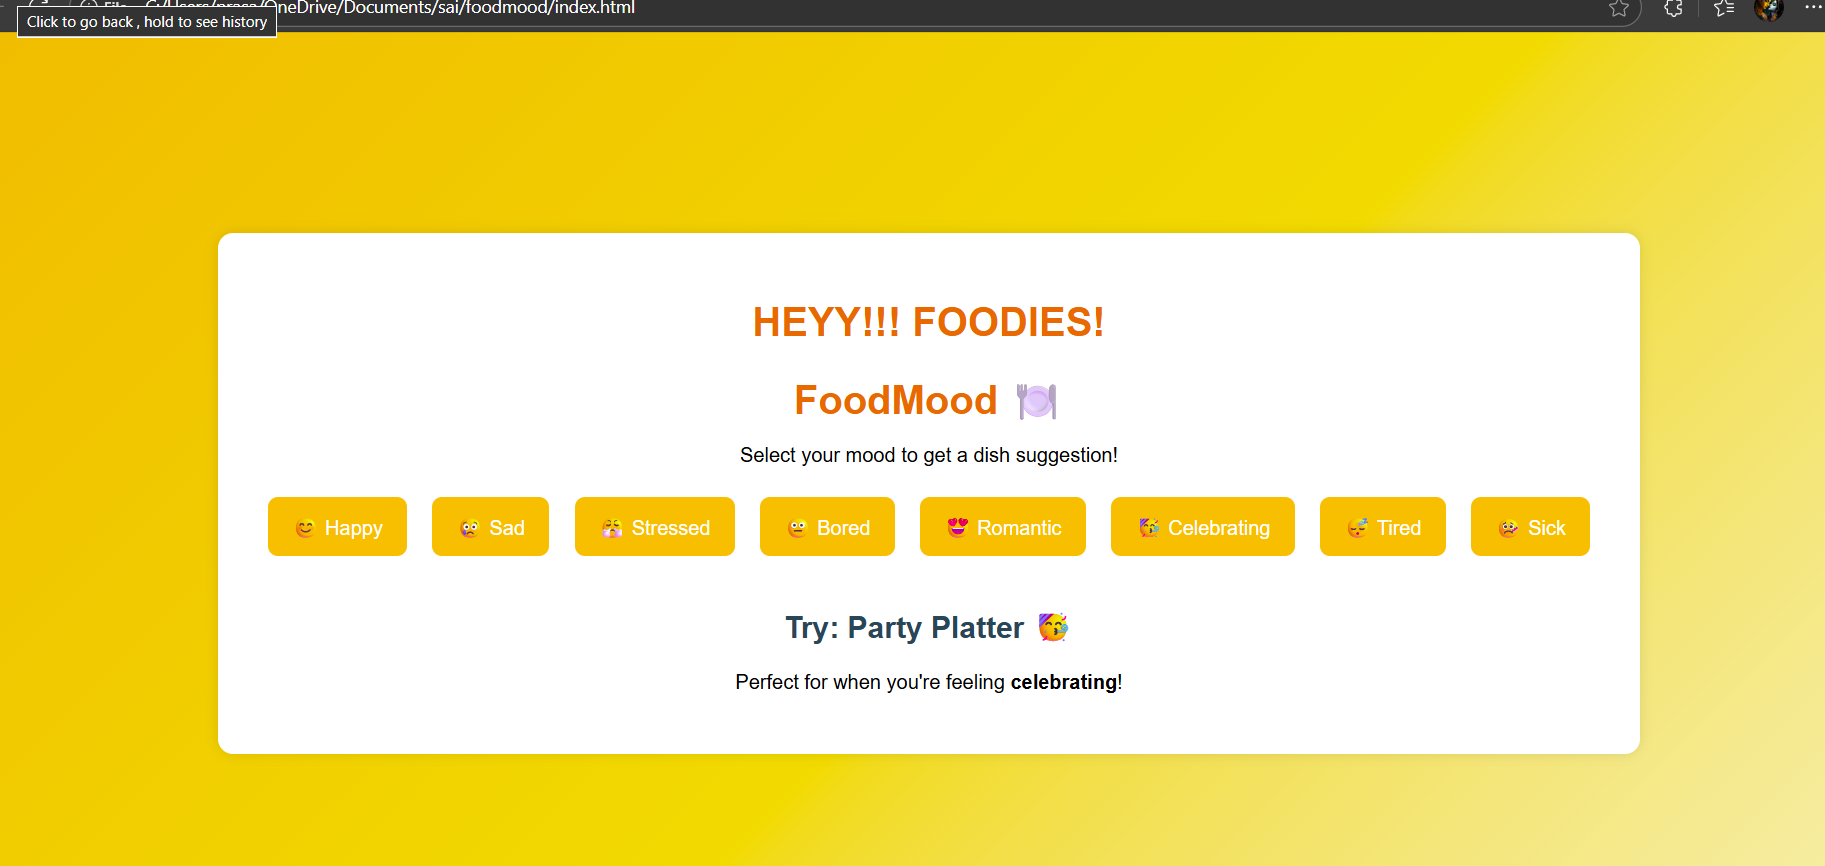 OneDrive/Documents/sai/foodmood/index.html
Click to go back , hold to see history
HEYY!!! FOODIES!
FoodMood 🍽️
Select your mood to get a dish suggestion!
😊 Happy
😢 Sad
😤 Stressed
😐 Bored
😍 Romantic
🥳 Celebrating
😴 Tired
🤒 Sick
Try: Party Platter 🥳
Perfect for when you're feeling celebrating!